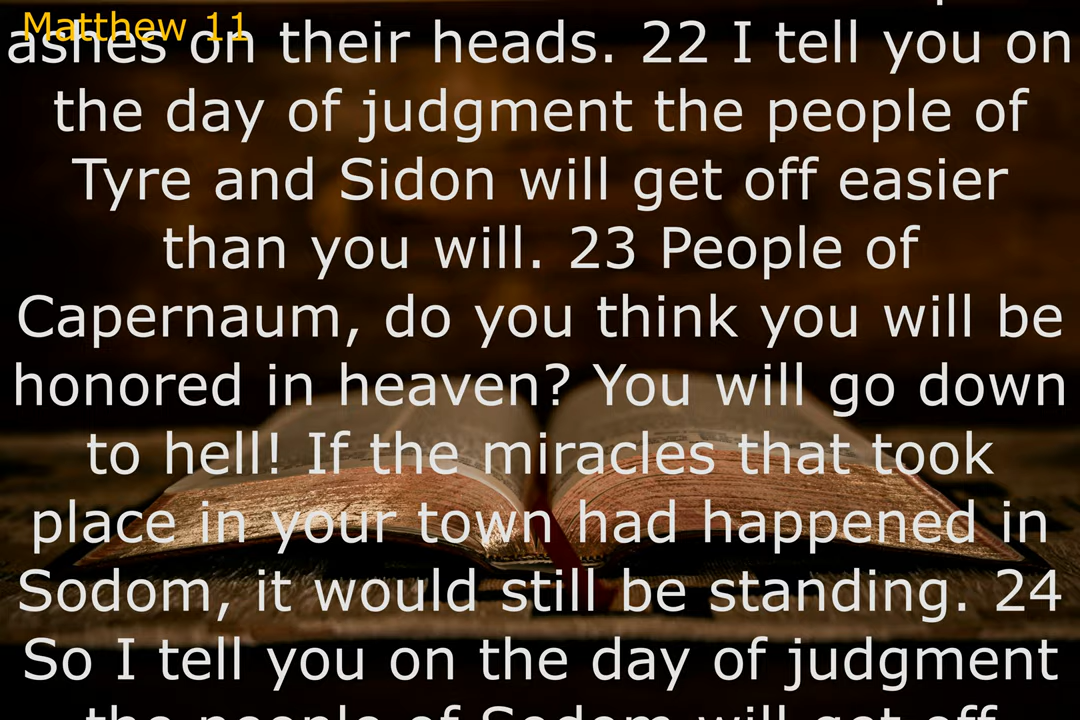 Matthew 11
ashes on their heads. 22 I tell you on
the day of judgment the people of
Tyre and Sidon will get off easier
than you will. 23 People of
Capernaum, do you think you will be
honored in heaven? You will go down
to hell! If the miracles that took
place in your town had happened in
Sodom, it would still be standing. 24
So I tell you on the day of judgment
the people of Sodom will get off